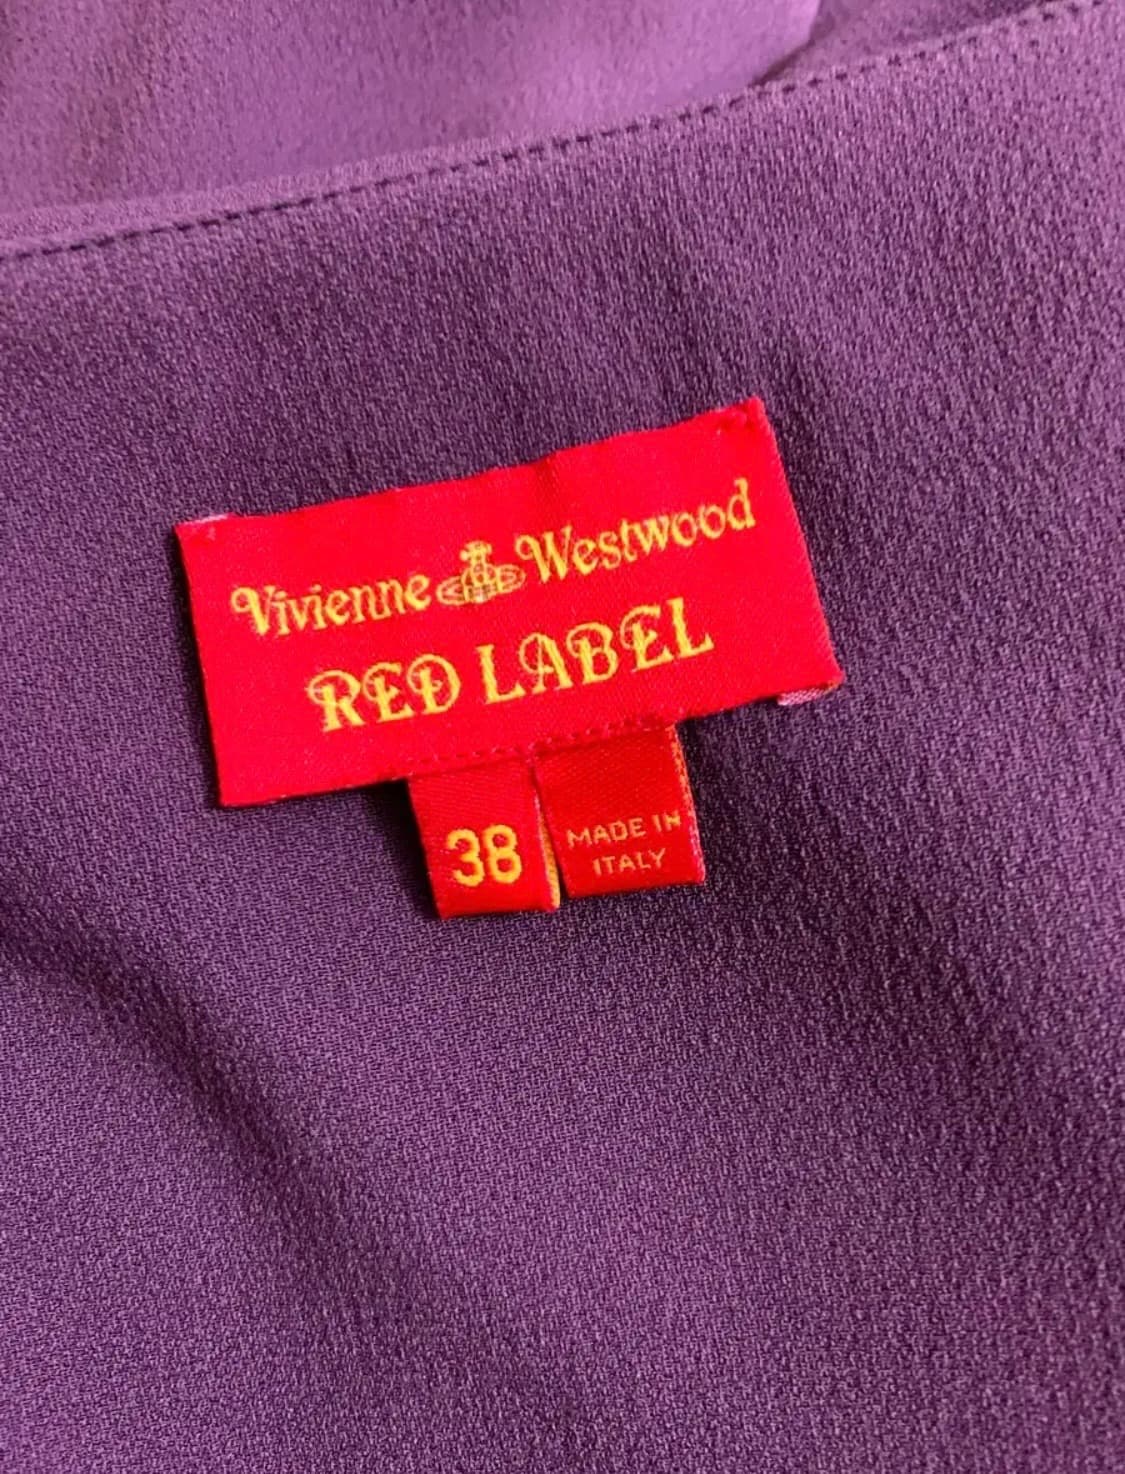 Vivienne Westwood
RED LABEL
38
MADE IN
ITALY